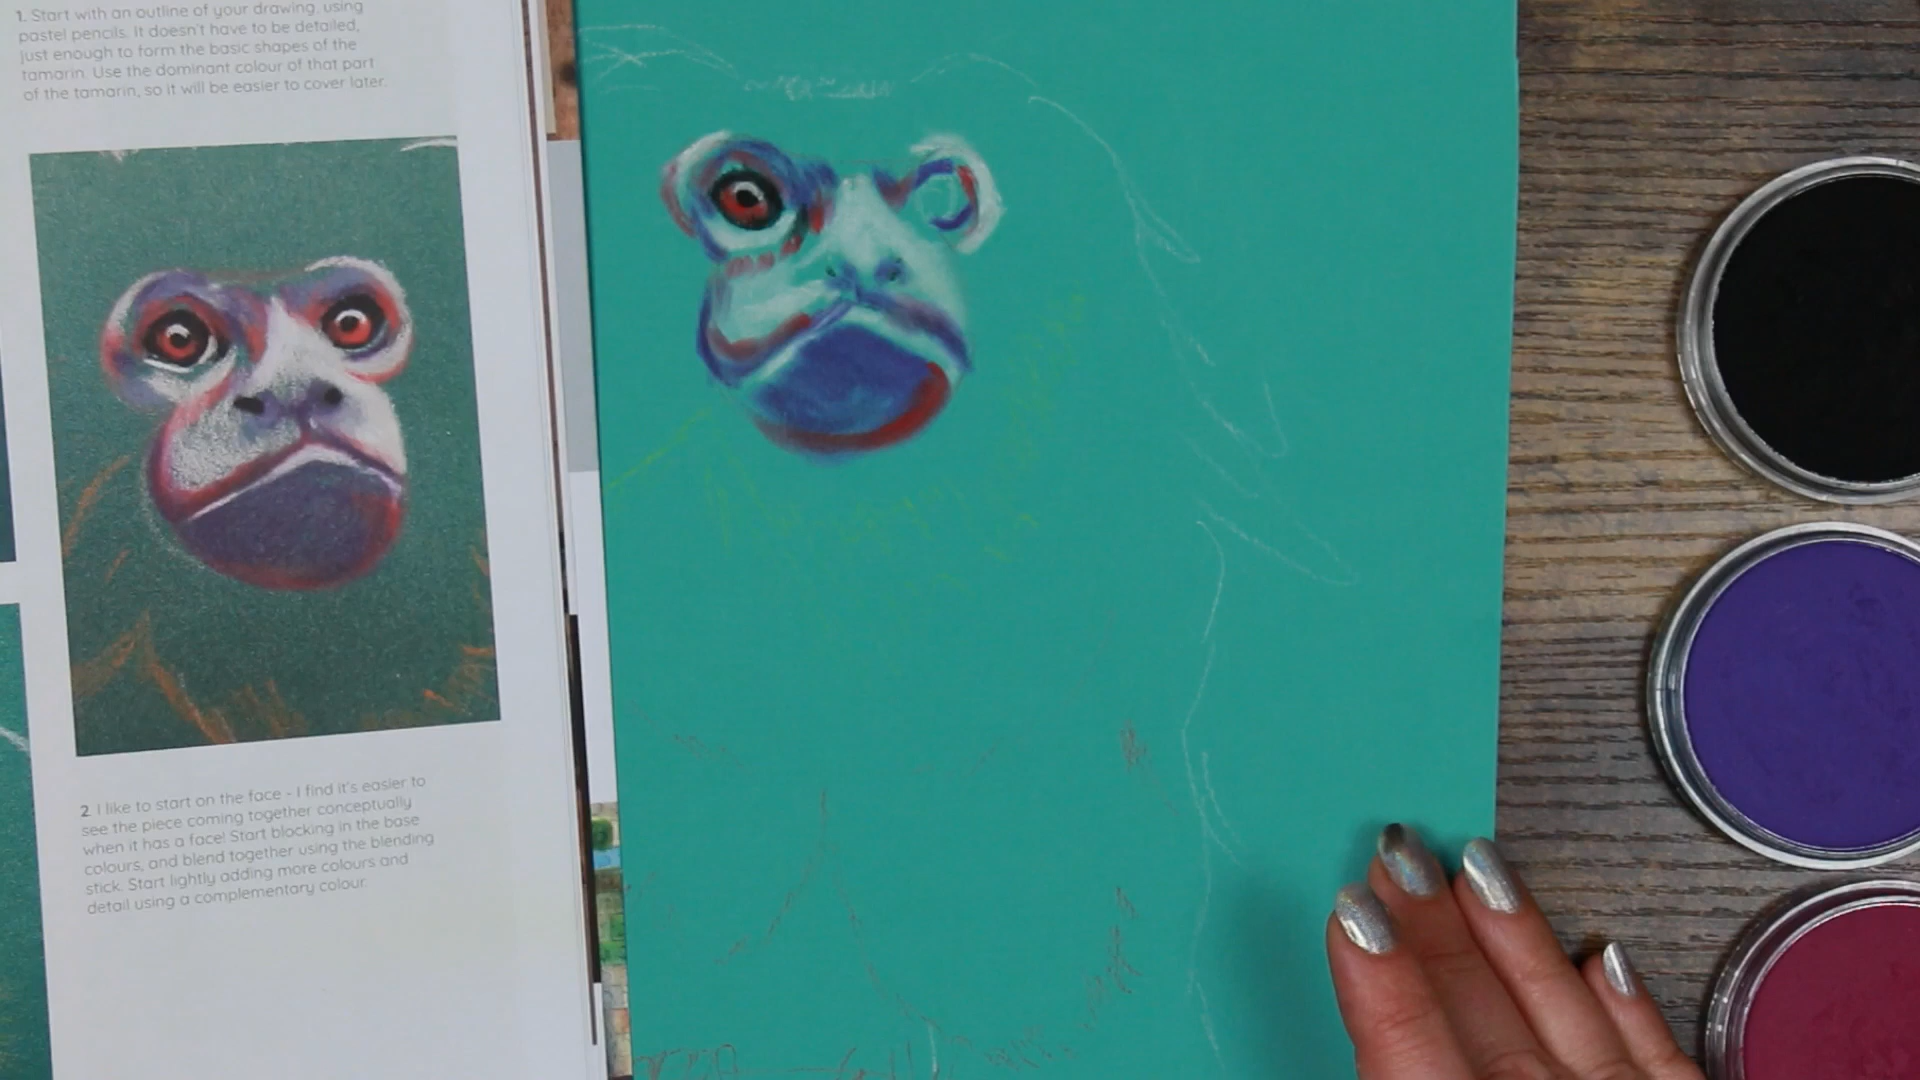 1. Start with an outline of your drawing, using
pastel pencils. It doesn't have to be detailed,
just enough to form the basic shapes of the
tamarin. Use the dominant colour of that part
of the tamarin, so it will be easier to cover later.
2. I like to start on the face - I find it's easier to
see the piece coming together conceptually
when it has a face! Start blocking in the base
colours, and blend together using the blending
stick. Start lightly adding more colours and
detail using a complementary colour.